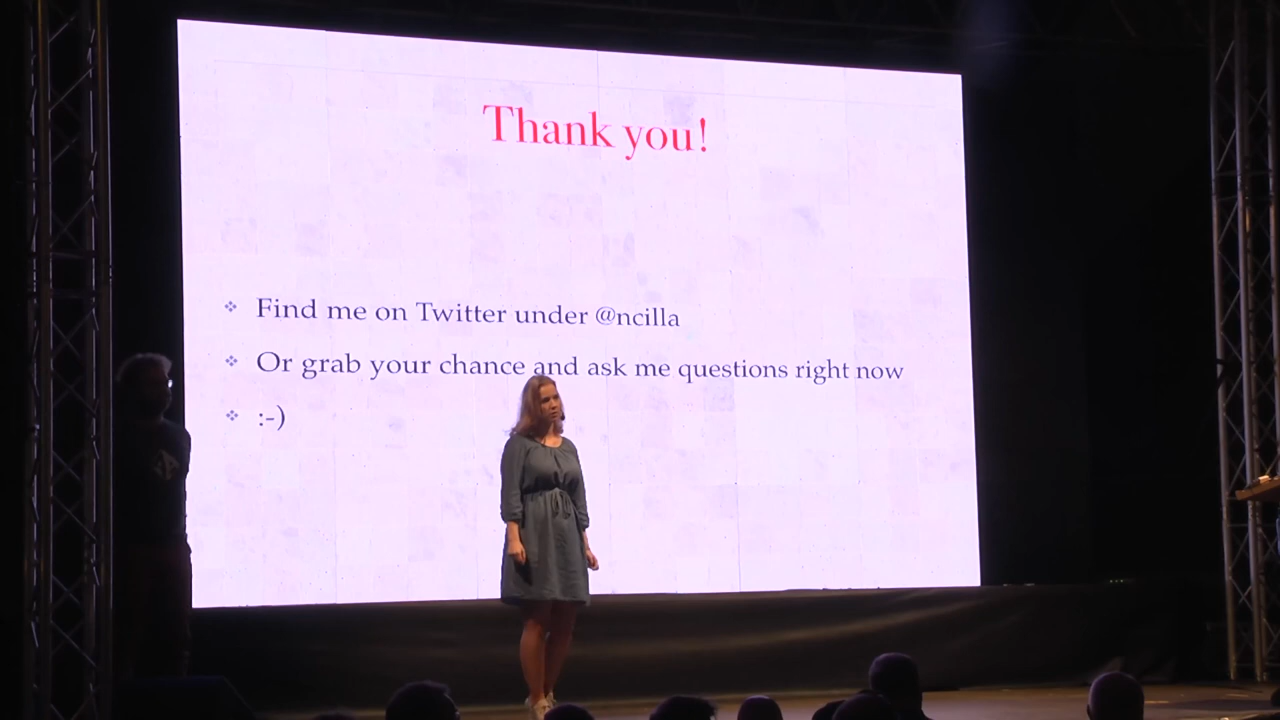 Thank you!
Find me on Twitter under @ncilla
Or grab your chance and ask me questions right now
:-)